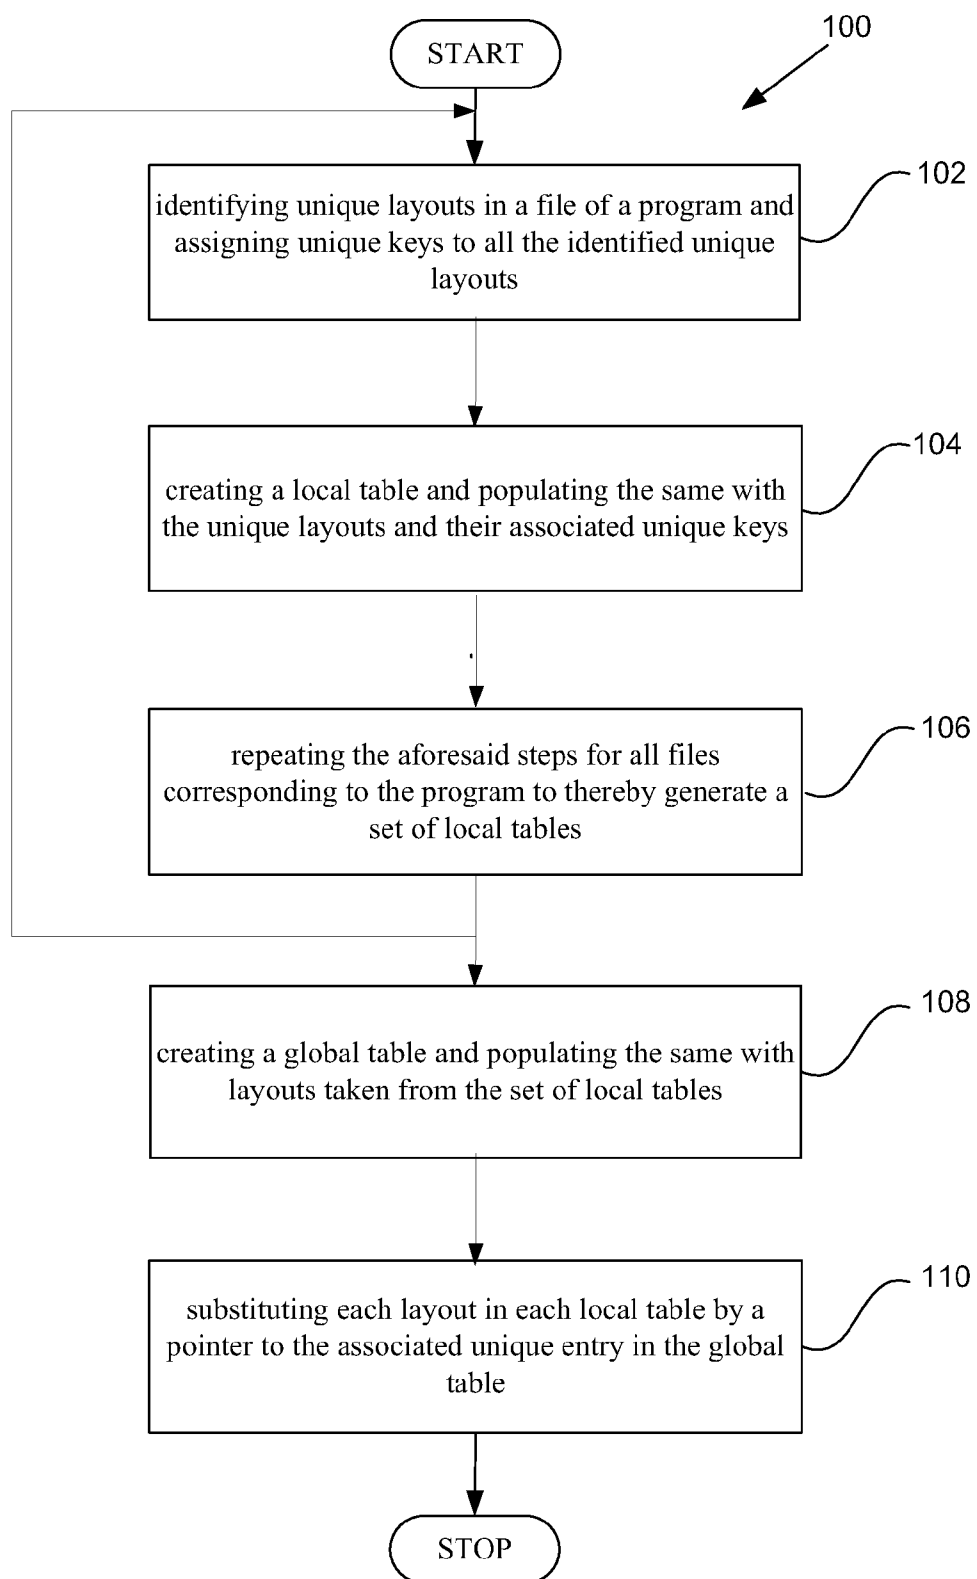 START
100
identifying unique layouts in a file of a program and
assigning unique keys to all the identified unique
layouts
102
creating a local table and populating the same with
the unique layouts and their associated unique keys
104
repeating the aforesaid steps for all files
corresponding to the program to thereby generate a
set of local tables
106
creating a global table and populating the same with
layouts taken from the set of local tables
108
substituting each layout in each local table by a
pointer to the associated unique entry in the global
table
110
STOP